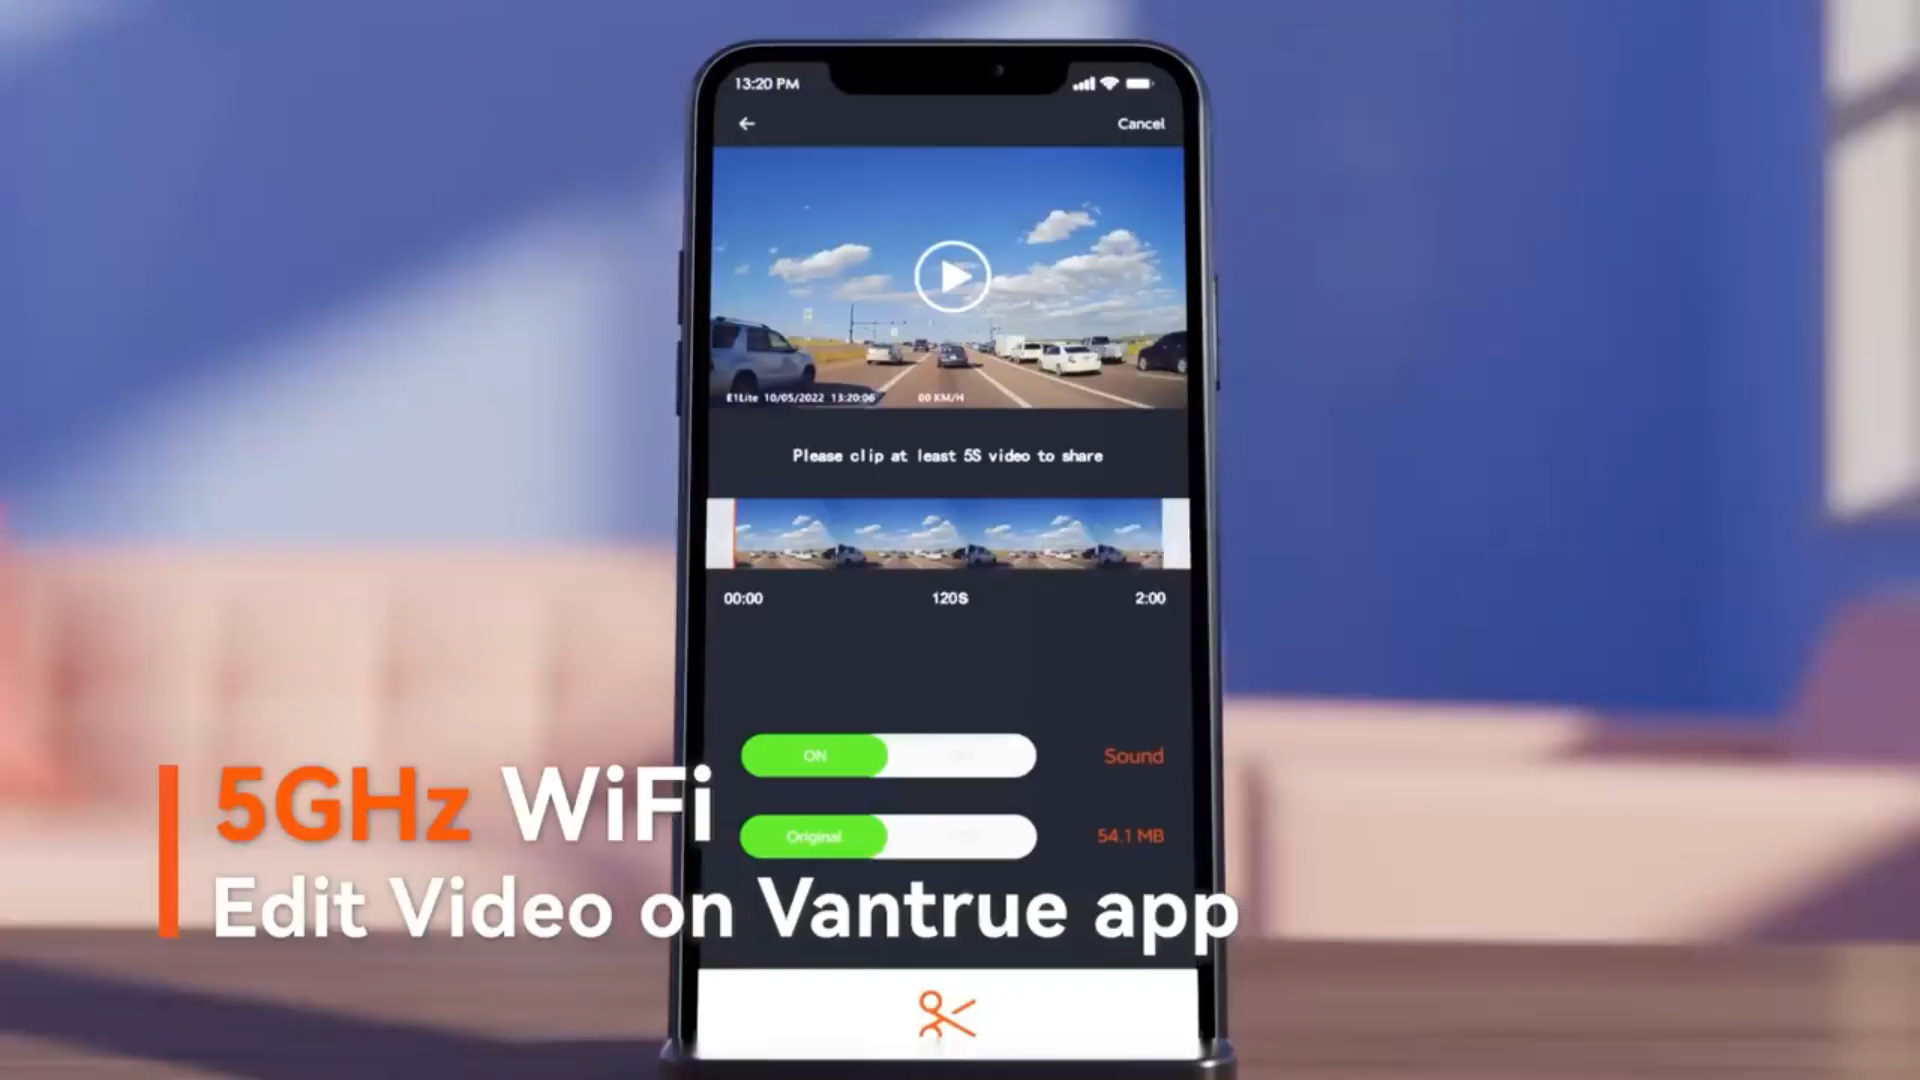 13:20 PM
Cancel
E1Lite 10/05/2022 13:20:06 00 KM/H
Please clip at least 5S video to share
00:00 120S 2:00
ON
Sound
Original
54.1 MB
5GHz WiFi
Edit Video on Vantrue app